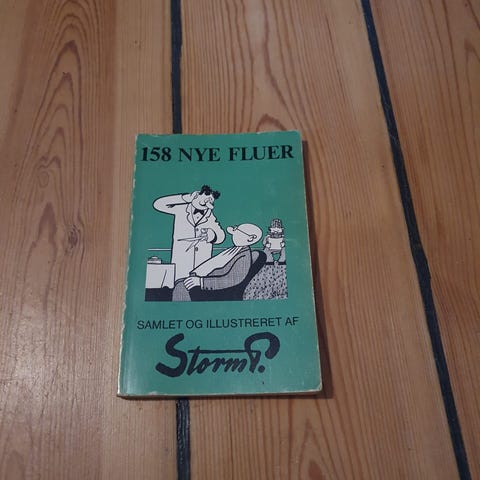 158 NYE FLUER
SAMLET OG ILLUSTRERET AF
Storm P.